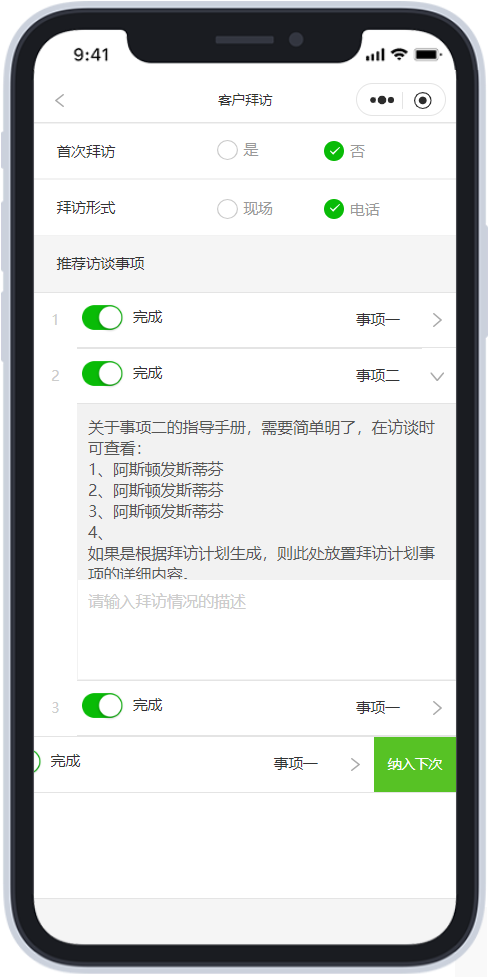 9:41
客户拜访
首次拜访 是 否
拜访形式 现场 电话
推荐访谈事项
1 完成 事项一
2 完成 事项二
关于事项二的指导手册，需要简单明了，在访谈时
可查看：
1、阿斯顿发斯蒂芬
2、阿斯顿发斯蒂芬
3、阿斯顿发斯蒂芬
4、
如果是根据拜访计划生成，则此处放置拜访计划事
项的详细内容。
请输入拜访情况的描述
3 完成 事项一
完成 事项一 纳入下次